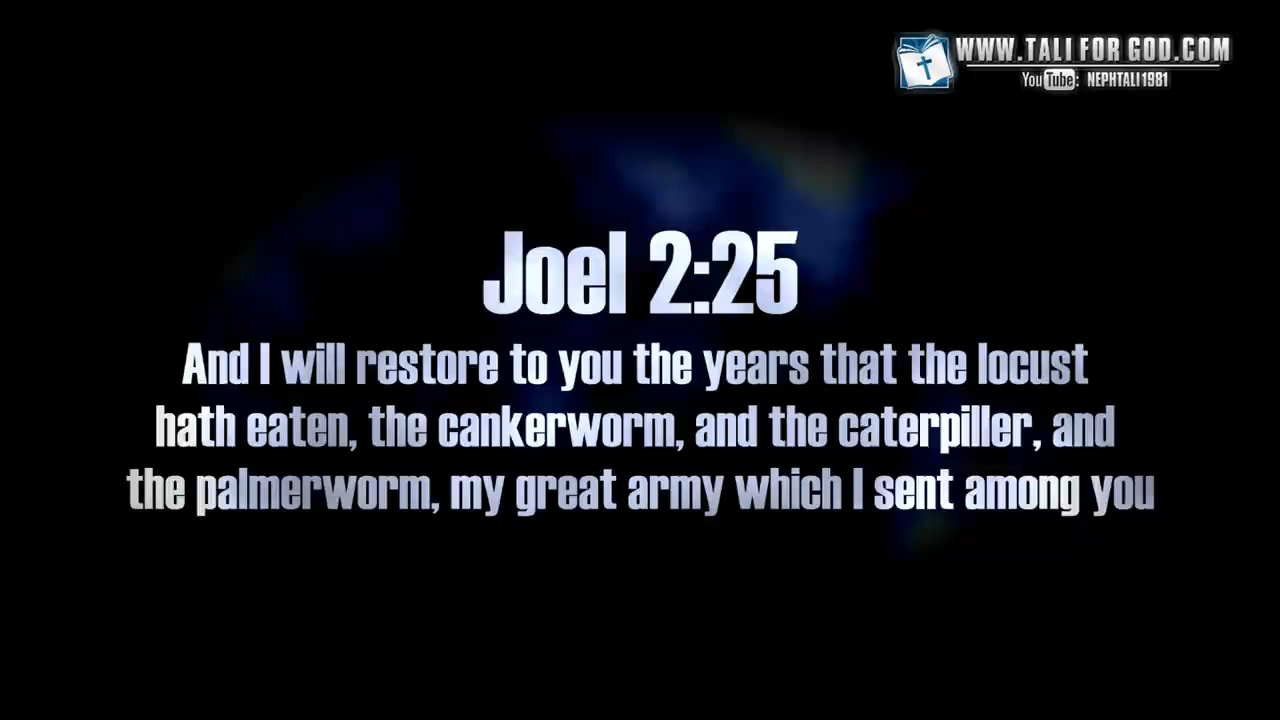 WWW.TALI FOR GOD.COM
YouTube: NEPHTALI1981
Joel 2:25
And I will restore to you the years that the locust
hath eaten, the cankerworm, and the caterpiller, and
the palmerworm, my great army which I sent among you